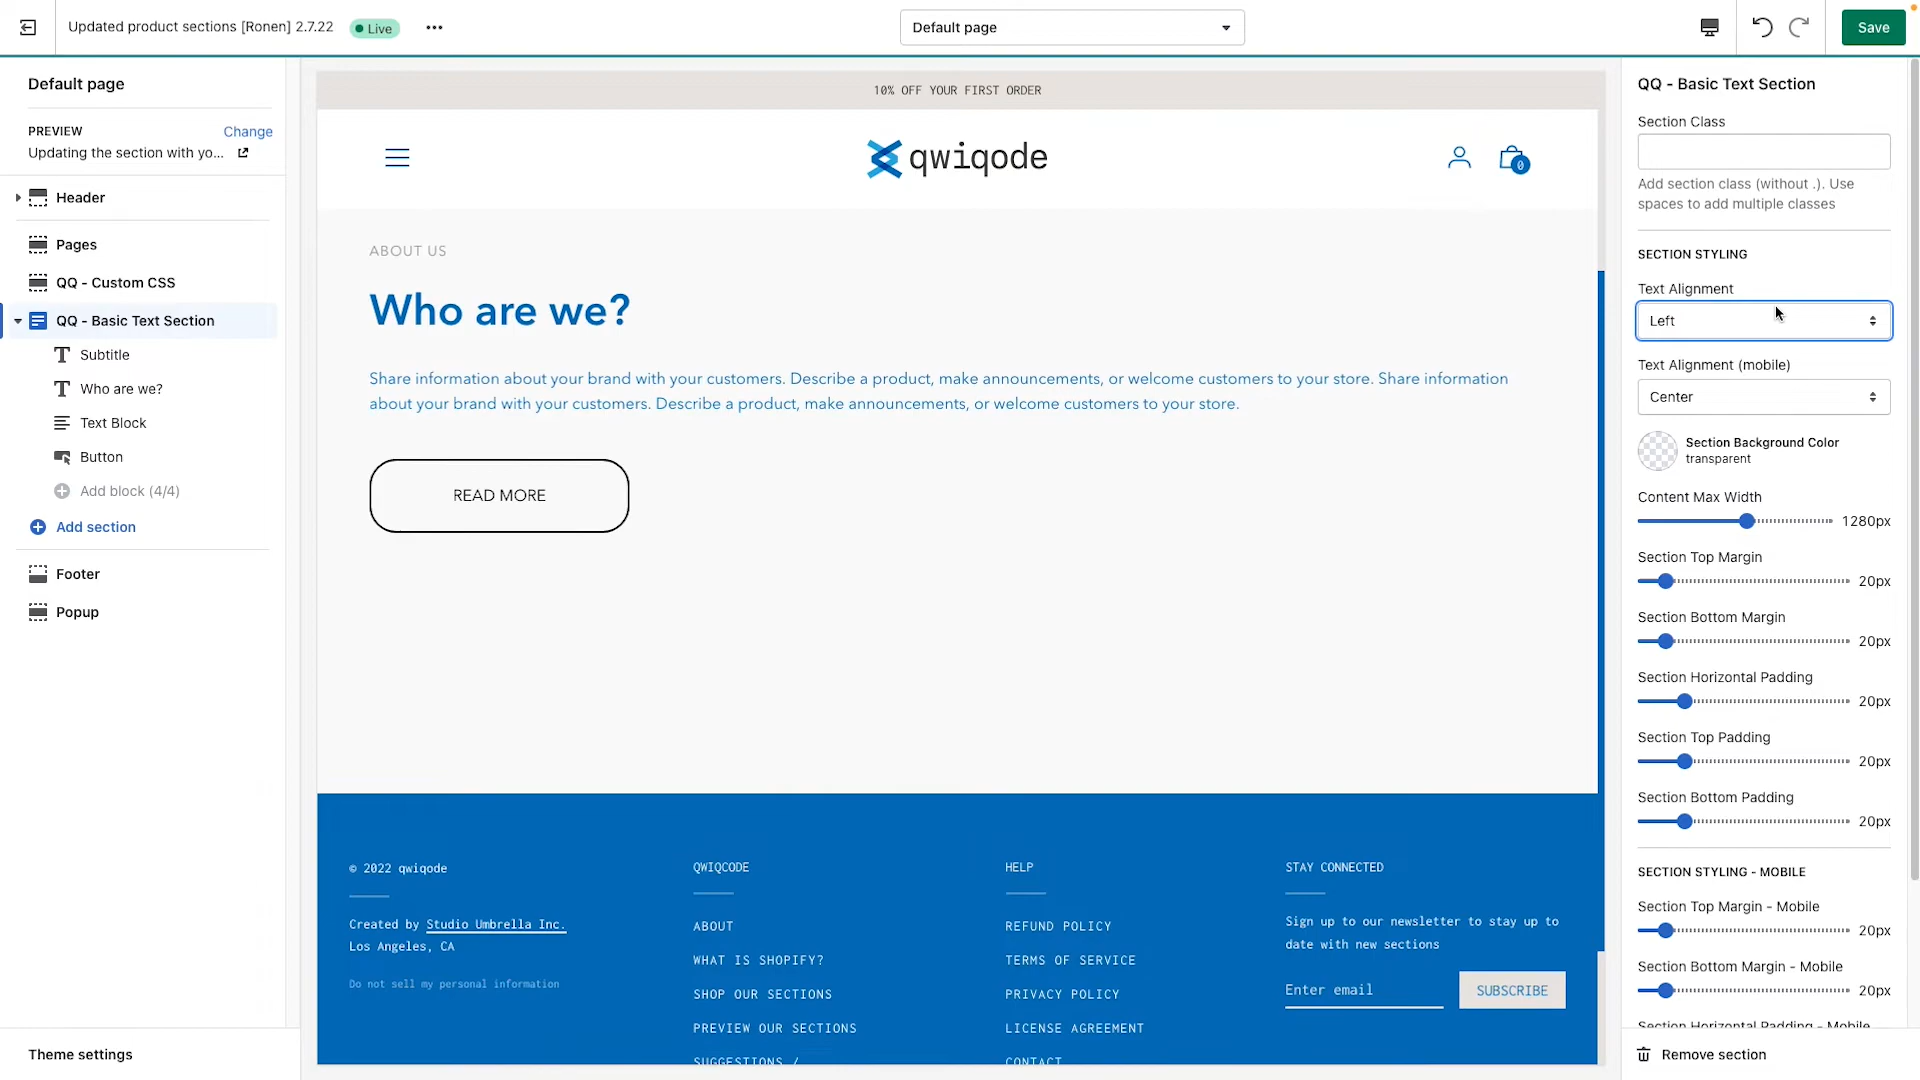 Updated product sections [Ronen] 2.7.22
Live
Default page
Save
Default page
PREVIEW
Change
Updating the section with yo...
Header
Pages
QQ - Custom CSS
QQ - Basic Text Section
Subtitle
Who are we?
Text Block
Button
Add block (4/4)
Add section
Footer
Popup
Theme settings
10% OFF YOUR FIRST ORDER
qwiqode
0
ABOUT US
Who are we?
Share information about your brand with your customers. Describe a product, make announcements, or welcome customers to your store. Share information
about your brand with your customers. Describe a product, make announcements, or welcome customers to your store.
READ MORE
© 2022 qwiqode
Created by Studio Umbrella Inc.
Los Angeles, CA
Do not sell my personal information
QWIQCODE
ABOUT
WHAT IS SHOPIFY?
SHOP OUR SECTIONS
PREVIEW OUR SECTIONS
SUGGESTIONS /
HELP
REFUND POLICY
TERMS OF SERVICE
PRIVACY POLICY
LICENSE AGREEMENT
CONTACT
STAY CONNECTED
Sign up to our newsletter to stay up to
date with new sections
Enter email
SUBSCRIBE
QQ - Basic Text Section
Section Class
Add section class (without .). Use
spaces to add multiple classes
SECTION STYLING
Text Alignment
Left
Text Alignment (mobile)
Center
Section Background Color
transparent
Content Max Width
1280px
Section Top Margin
20px
Section Bottom Margin
20px
Section Horizontal Padding
20px
Section Top Padding
20px
Section Bottom Padding
20px
SECTION STYLING - MOBILE
Section Top Margin - Mobile
20px
Section Bottom Margin - Mobile
20px
Section Horizontal Padding - Mobile
Remove section